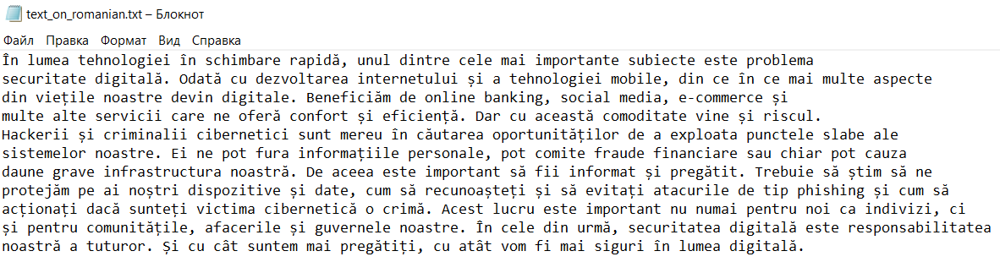 text_on_romanian.txt – Блокнот
Файл Правка Формат Вид Справка
În lumea tehnologiei în schimbare rapidă, unul dintre cele mai importante subiecte este problema
securitate digitală. Odată cu dezvoltarea internetului și a tehnologiei mobile, din ce în ce mai multe aspecte
din viețile noastre devin digitale. Beneficiăm de online banking, social media, e-commerce și
multe alte servicii care ne oferă confort și eficiență. Dar cu această comoditate vine și riscul.
Hackerii și criminalii cibernetici sunt mereu în căutarea oportunităților de a exploata punctele slabe ale
sistemelor noastre. Ei ne pot fura informațiile personale, pot comite fraude financiare sau chiar pot cauza
daune grave infrastructura noastră. De aceea este important să fii informat și pregătit. Trebuie să știm să ne
protejăm pe ai noștri dispozitive și date, cum să recunoașteți și să evitați atacurile de tip phishing și cum să
acționați dacă sunteți victima cibernetică o crimă. Acest lucru este important nu numai pentru noi ca indivizi, ci
și pentru comunitățile, afacerile și guvernele noastre. În cele din urmă, securitatea digitală este responsabilitatea
noastră a tuturor. Și cu cât suntem mai pregătiți, cu atât vom fi mai siguri în lumea digitală.